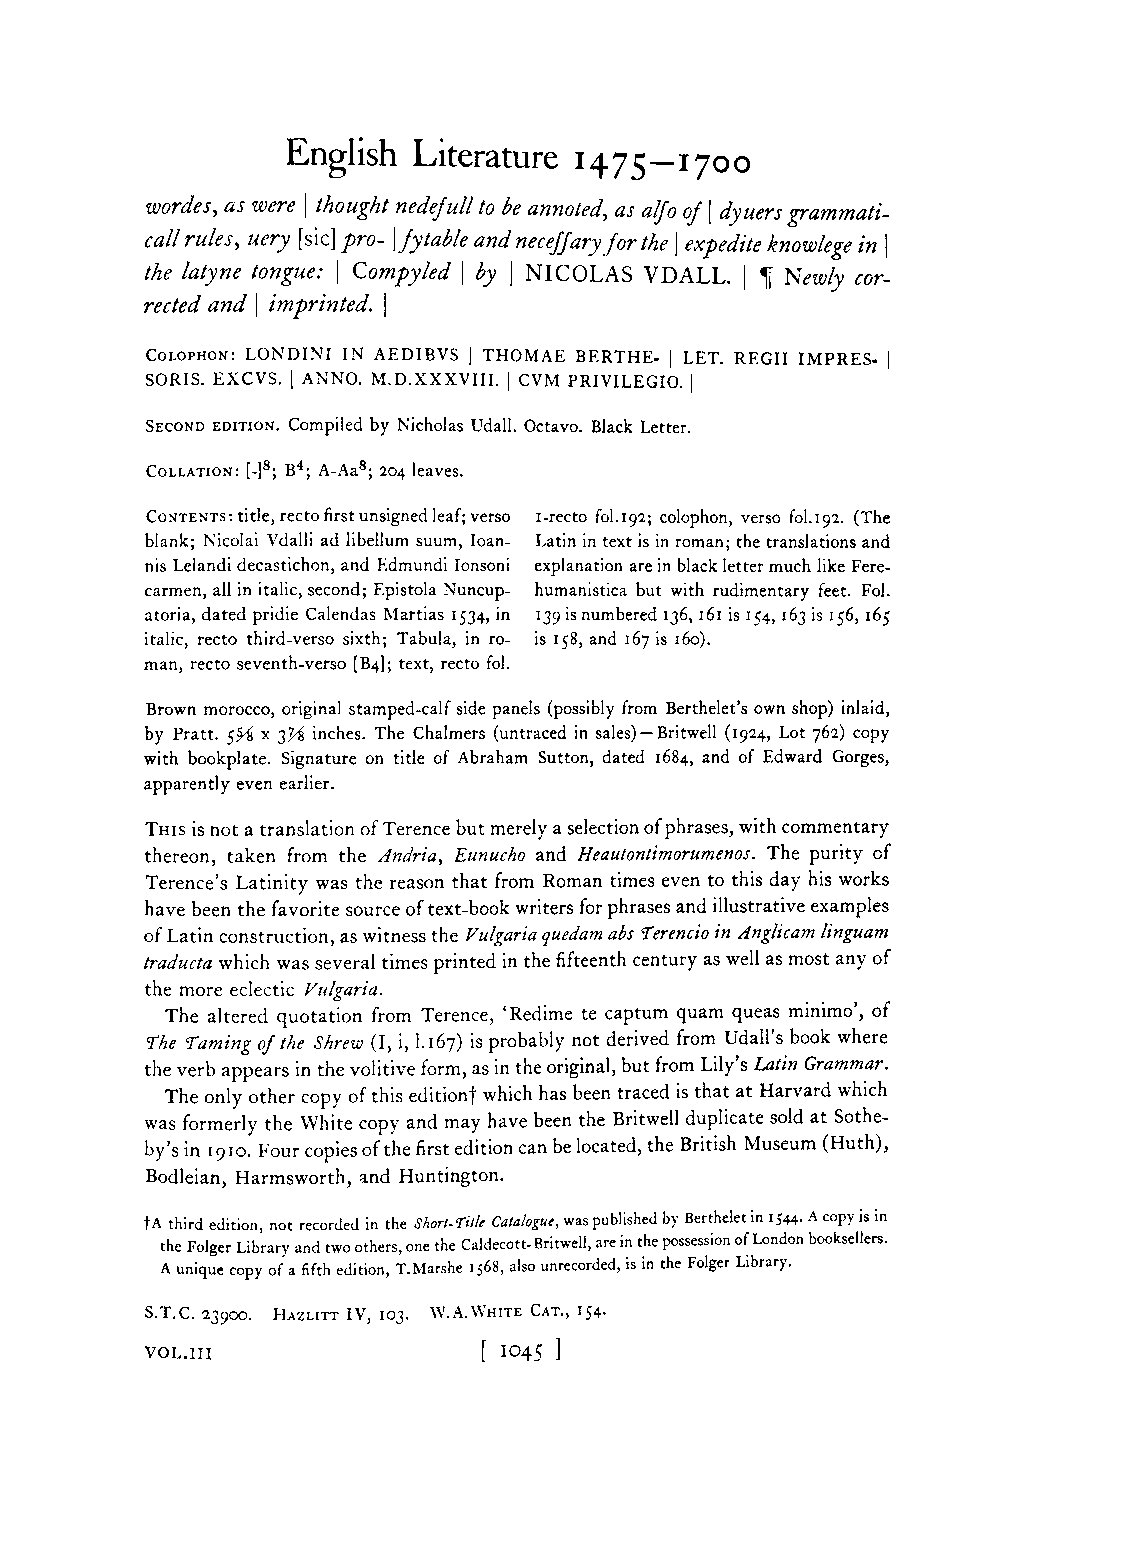 English Literature 1475—1700
wordes, as were | thought nedefull to be annoted, as alſo of | dyuers grammati-
call rules, uery [sic] pro- | fytable and neceſſary for the | expedite knowlege in |
the latyne tongue: | Compyled | by | NICOLAS VDALL. | ¶ Newly cor-
rected and | imprinted. |
COLOPHON: LONDINI IN AEDIBVS | THOMAE BERTHE- | LET. REGII IMPRES- |
SORIS. EXCVS. | ANNO. M.D.XXXVIII. | CVM PRIVILEGIO. |
SECOND EDITION. Compiled by Nicholas Udall. Octavo. Black Letter.
COLLATION: [-]⁸; B⁴; A-Aa⁸; 204 leaves.
CONTENTS: title, recto first unsigned leaf; verso
blank; Nicolai Vdalli ad libellum suum, Ioan-
nis Lelandi decastichon, and Edmundi Ionsoni
carmen, all in italic, second; Epistola Nuncup-
atoria, dated pridie Calendas Martias 1534, in
italic, recto third-verso sixth; Tabula, in ro-
man, recto seventh-verso [B4]; text, recto fol.
1-recto fol.192; colophon, verso fol.192. (The
Latin in text is in roman; the translations and
explanation are in black letter much like Fere-
humanistica but with rudimentary feet. Fol.
139 is numbered 136, 161 is 154, 163 is 156, 165
is 158, and 167 is 160).
Brown morocco, original stamped-calf side panels (possibly from Berthelet's own shop) inlaid,
by Pratt. 5⅝ x 3⅞ inches. The Chalmers (untraced in sales)—Britwell (1924, Lot 762) copy
with bookplate. Signature on title of Abraham Sutton, dated 1684, and of Edward Gorges,
apparently even earlier.
THIS is not a translation of Terence but merely a selection of phrases, with commentary
thereon, taken from the Andria, Eunucho and Heautontimorumenos. The purity of
Terence's Latinity was the reason that from Roman times even to this day his works
have been the favorite source of text-book writers for phrases and illustrative examples
of Latin construction, as witness the Vulgaria quedam abs Terencio in Anglicam linguam
traducta which was several times printed in the fifteenth century as well as most any of
the more eclectic Vulgaria.
The altered quotation from Terence, 'Redime te captum quam queas minimo', of
The Taming of the Shrew (I, i, l.167) is probably not derived from Udall's book where
the verb appears in the volitive form, as in the original, but from Lily's Latin Grammar.
The only other copy of this edition† which has been traced is that at Harvard which
was formerly the White copy and may have been the Britwell duplicate sold at Sothe-
by's in 1910. Four copies of the first edition can be located, the British Museum (Huth),
Bodleian, Harmsworth, and Huntington.
†A third edition, not recorded in the Short-Title Catalogue, was published by Berthelet in 1544. A copy is in
the Folger Library and two others, one the Caldecott-Britwell, are in the possession of London booksellers.
A unique copy of a fifth edition, T.Marshe 1568, also unrecorded, is in the Folger Library.
S.T.C. 23900. HAZLITT IV, 103. W.A.WHITE CAT., 154.
VOL.III [ 1045 ]